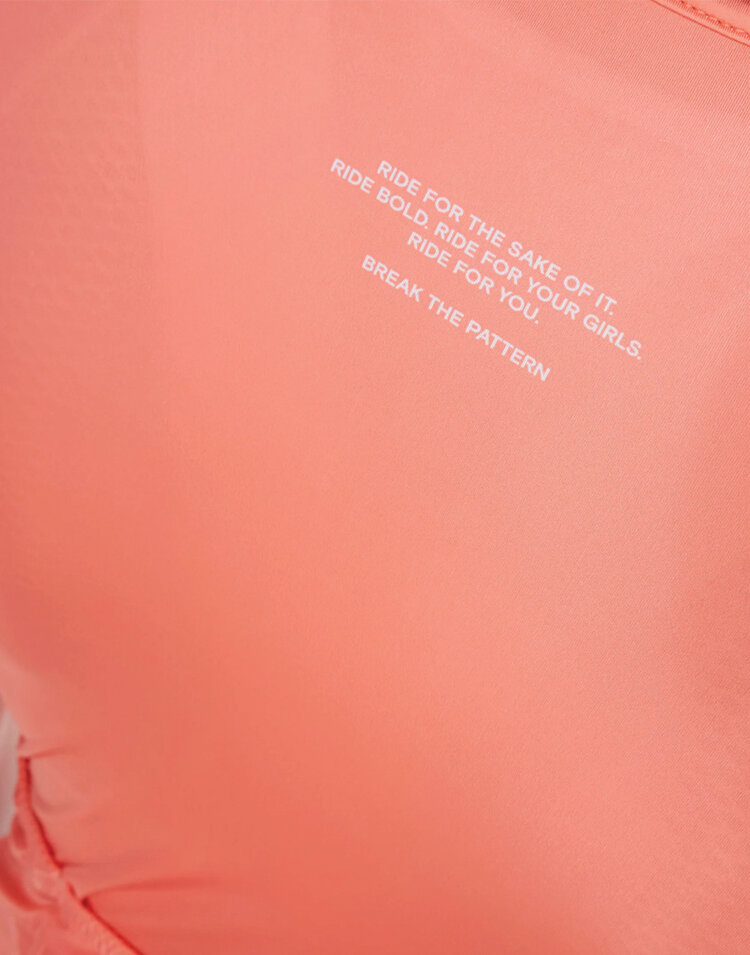 RIDE FOR THE SAKE OF IT.
RIDE BOLD. RIDE FOR YOUR GIRLS.
RIDE FOR YOU.
BREAK THE PATTERN